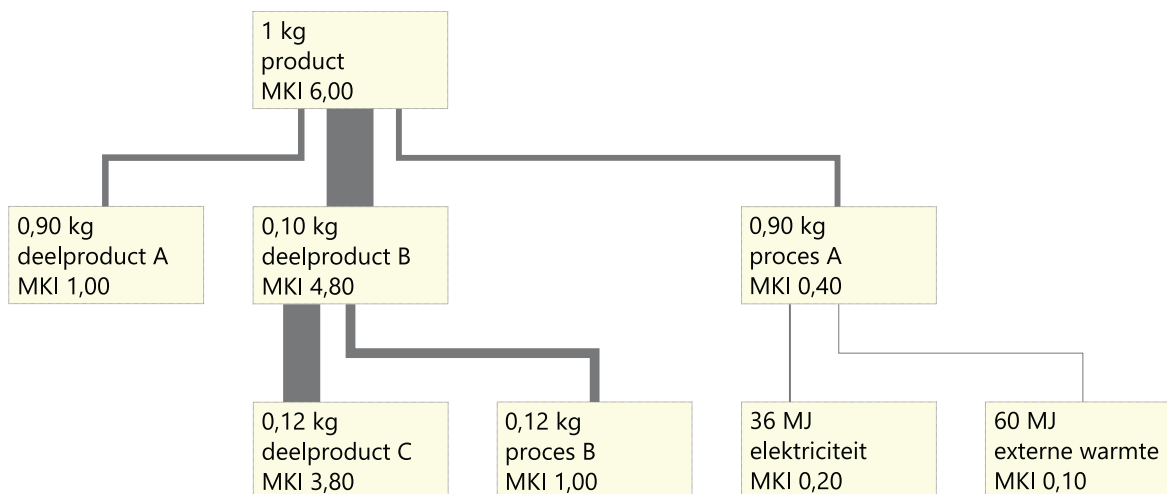 1 kg
product
MKI 6,00
0,90 kg
deelproduct A
MKI 1,00
0,10 kg
deelproduct B
MKI 4,80
0,90 kg
proces A
MKI 0,40
0,12 kg
deelproduct C
MKI 3,80
0,12 kg
proces B
MKI 1,00
36 MJ
elektriciteit
MKI 0,20
60 MJ
externe warmte
MKI 0,10